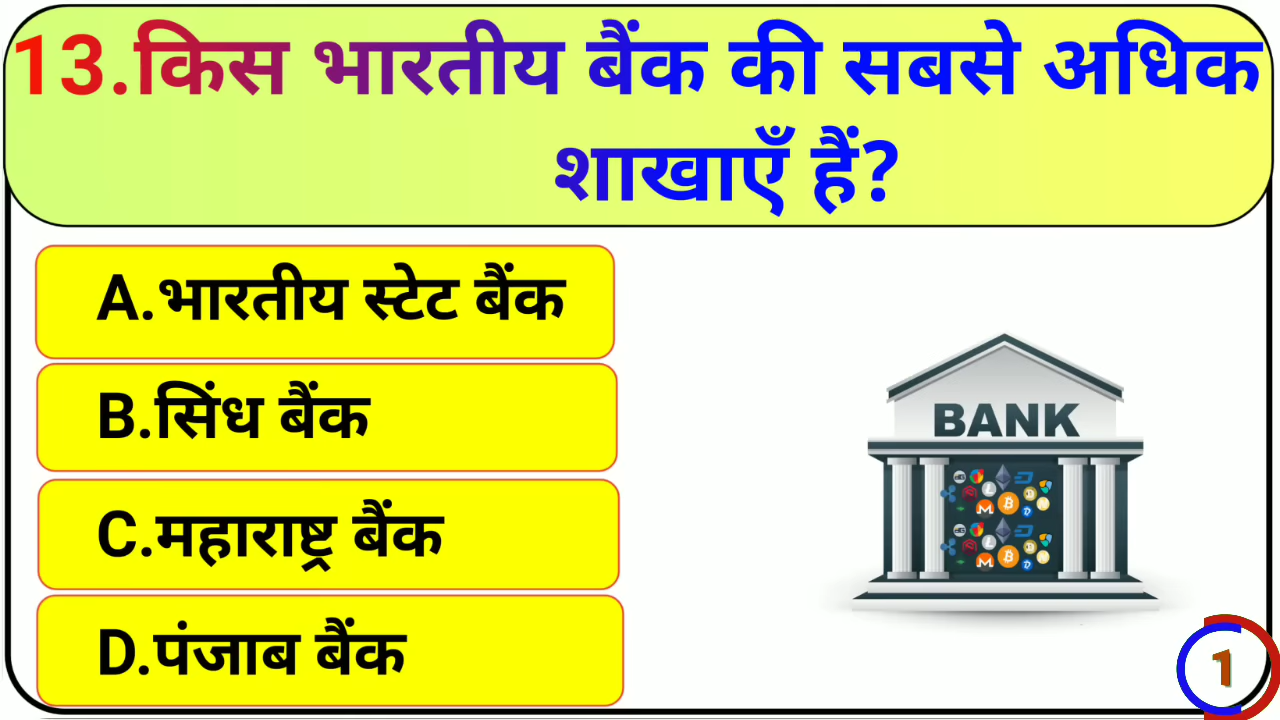 13.किस भारतीय बैंक की सबसे अधिक
शाखाएँ हैं?
A.भारतीय स्टेट बैंक
B.सिंध बैंक
C.महाराष्ट्र बैंक
D.पंजाब बैंक
BANK
1